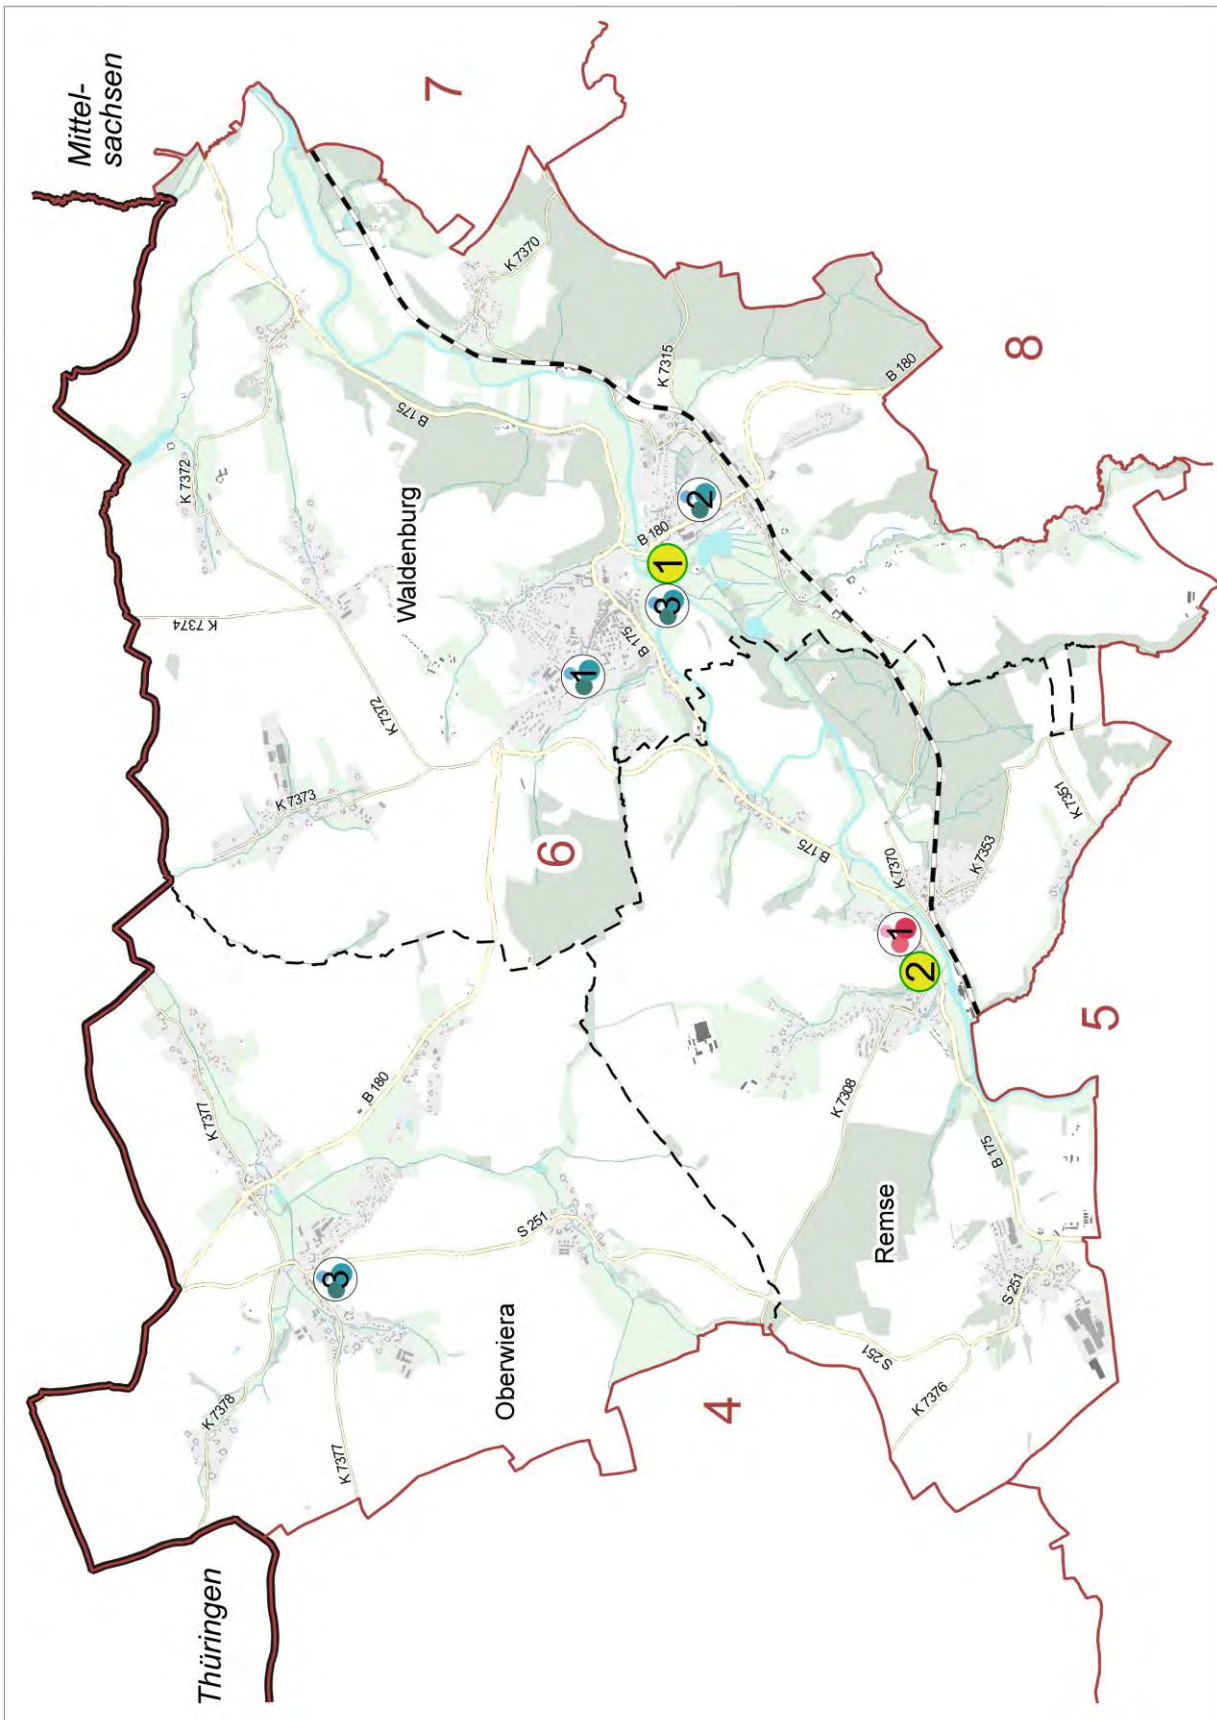 Thüringen
Mittel-
sachsen
K 7378
K 7377
K 7377
3
Oberwiera
S 251
B 180
K 7373
K 7372
K 7374
K 7372
Waldenburg
B 175
1
B 175
3
1
B 180
2
K 7315
K 7370
B 180
7
8
6
4
5
B 175
K 7370
K 7353
K 7351
1
2
K 7308
Remse
B 175
S 251
S 251
K 7376